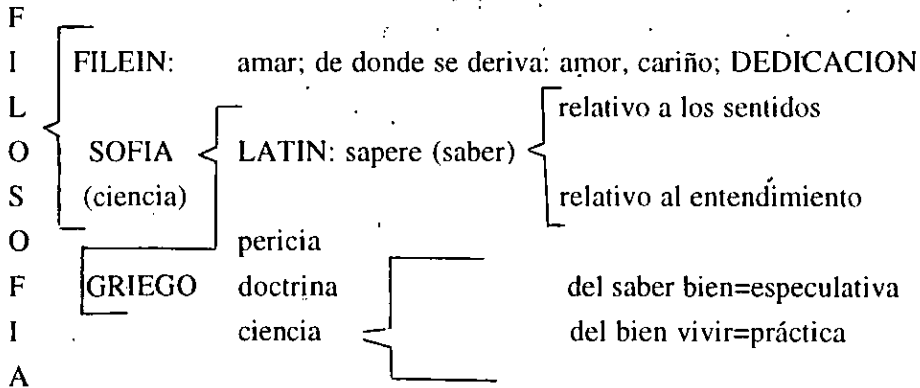 FILOSOFIA
FILEIN: amar; de donde se deriva: amor, cariño; DEDICACION
relativo a los sentidos
SOFIA LATIN: sapere (saber)
(ciencia) relativo al entendimiento
pericia
GRIEGO doctrina del saber bien=especulativa
ciencia del bien vivir=práctica